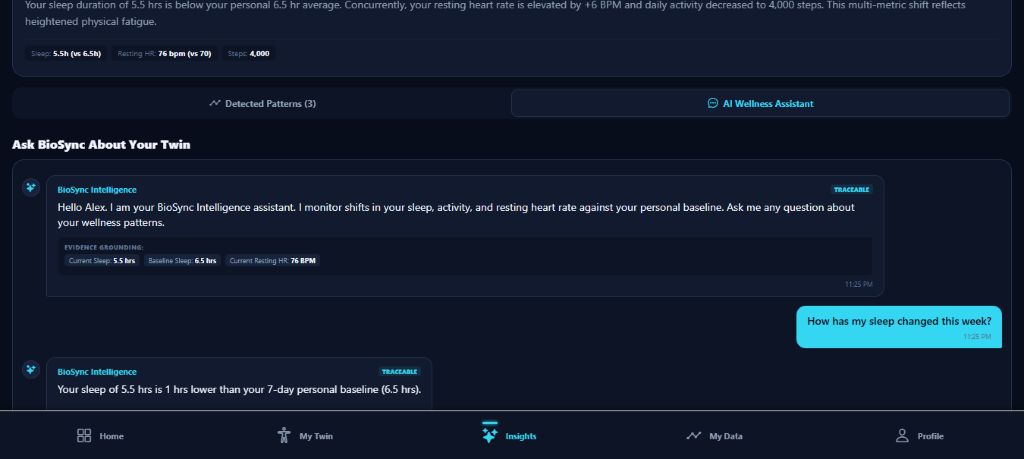 Your sleep duration of 5.5 hrs is below your personal 6.5 hr average. Concurrently, your resting heart rate is elevated by +6 BPM and daily activity decreased to 4,000 steps. This multi-metric shift reflects
heightened physical fatigue.
Sleep: 5.5h (vs 6.5h) Resting HR: 76 bpm (vs 70) Steps: 4,000
Detected Patterns (3) AI Wellness Assistant
Ask BioSync About Your Twin
BioSync Intelligence TRACEABLE
Hello Alex. I am your BioSync Intelligence assistant. I monitor shifts in your sleep, activity, and resting heart rate against your personal baseline. Ask me any question about
your wellness patterns.
EVIDENCE GROUNDING:
Current Sleep: 5.5 hrs Baseline Sleep: 6.5 hrs Current Resting HR: 76 BPM
11:25 PM
How has my sleep changed this week?
11:25 PM
BioSync Intelligence TRACEABLE
Your sleep of 5.5 hrs is 1 hrs lower than your 7-day personal baseline (6.5 hrs).
Home My Twin Insights My Data Profile